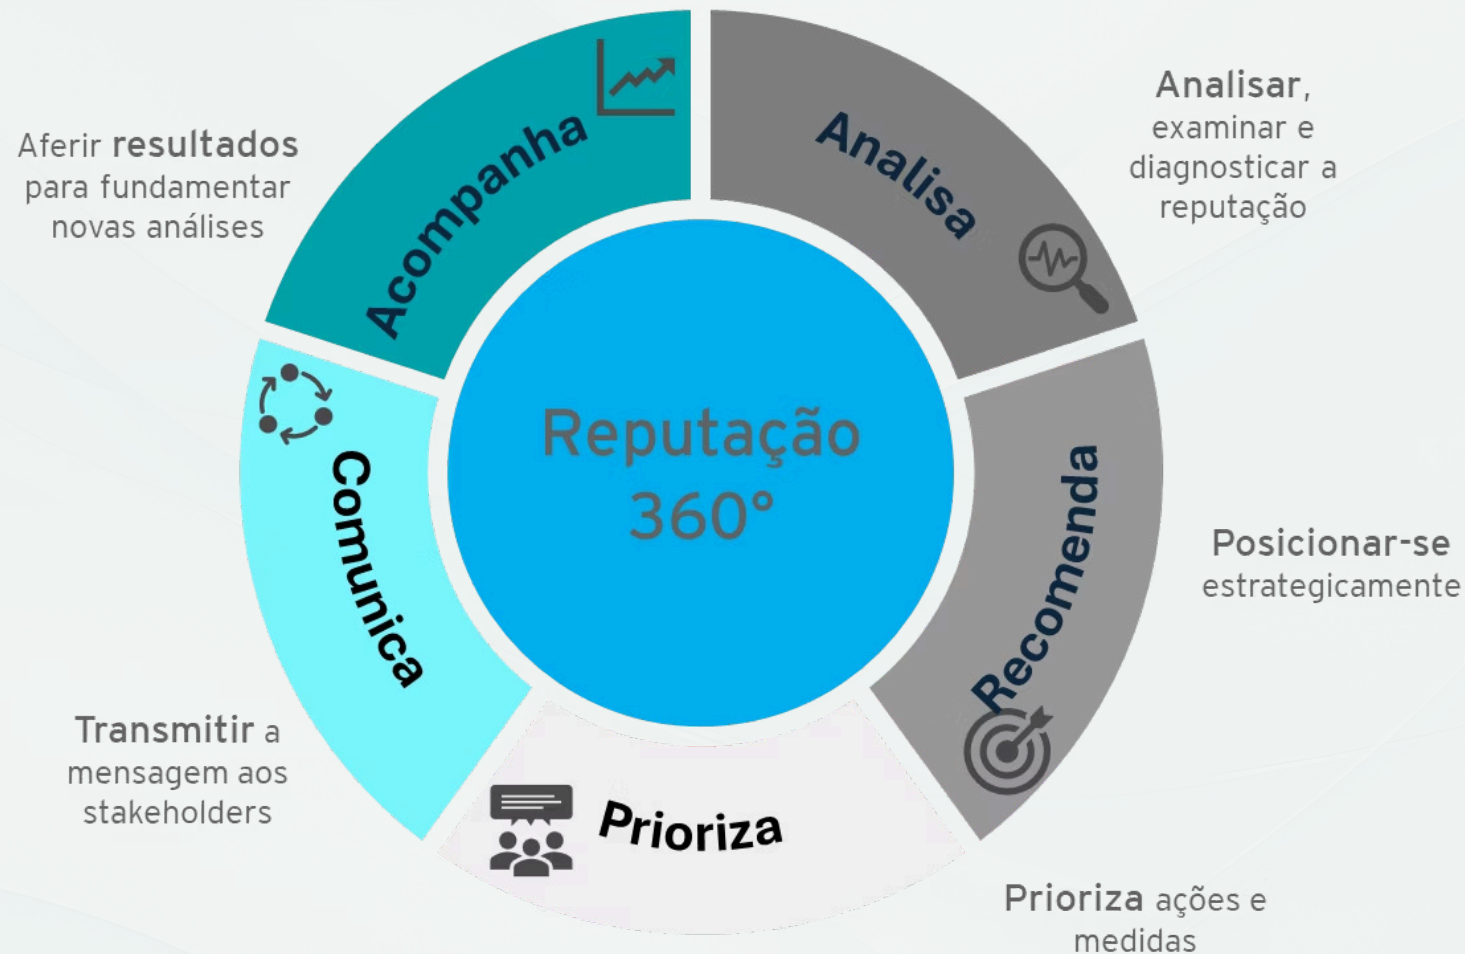 Reputação
360°
Analisa
Analisar,
examinar e
diagnosticar a
reputação
Recomenda
Posicionar-se
estrategicamente
Prioriza
Prioriza ações e
medidas
Comunica
Transmitir a
mensagem aos
stakeholders
Acompanha
Aferir resultados
para fundamentar
novas análises